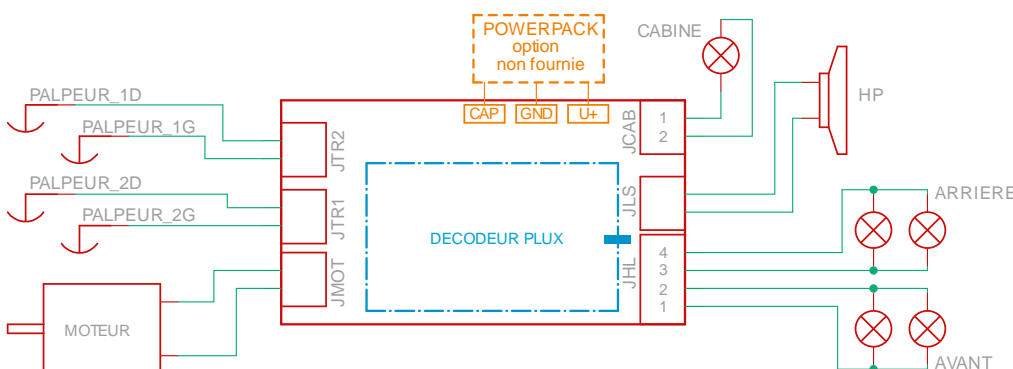 POWERPACK
option
non fournie
CABINE
PALPEUR_1D
HP
CAP
GND
U+
PALPEUR_1G
JTR2
JCAB
1
2
PALPEUR_2D
ARRIERE
PALPEUR_2G
JTR1
JLS
DECODEUR PLUX
JMOT
JHL
4
3
2
1
MOTEUR
AVANT